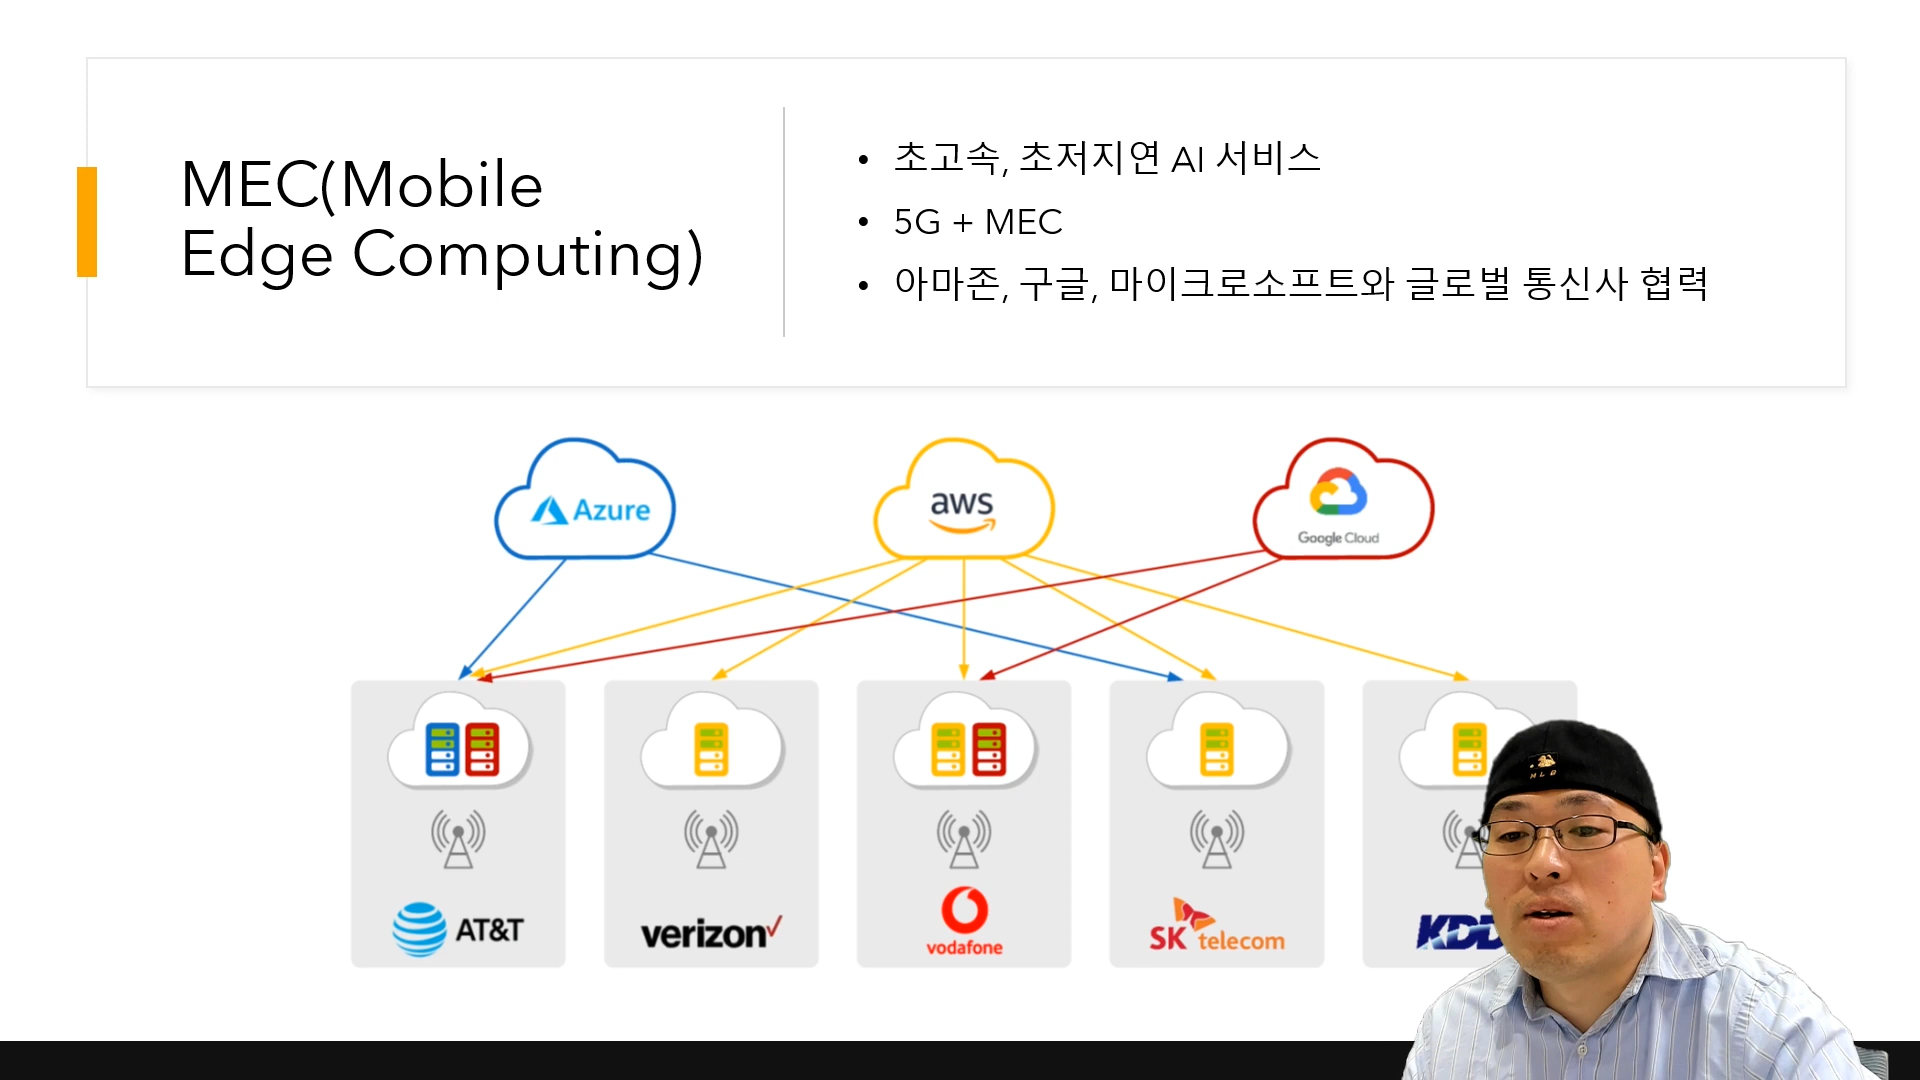 MEC(Mobile
Edge Computing)
• 초고속, 초저지연 AI 서비스
• 5G + MEC
• 아마존, 구글, 마이크로소프트와 글로벌 통신사 협력
Azure
aws
Google Cloud
AT&T
verizon
vodafone
SK telecom
KDD
MLB